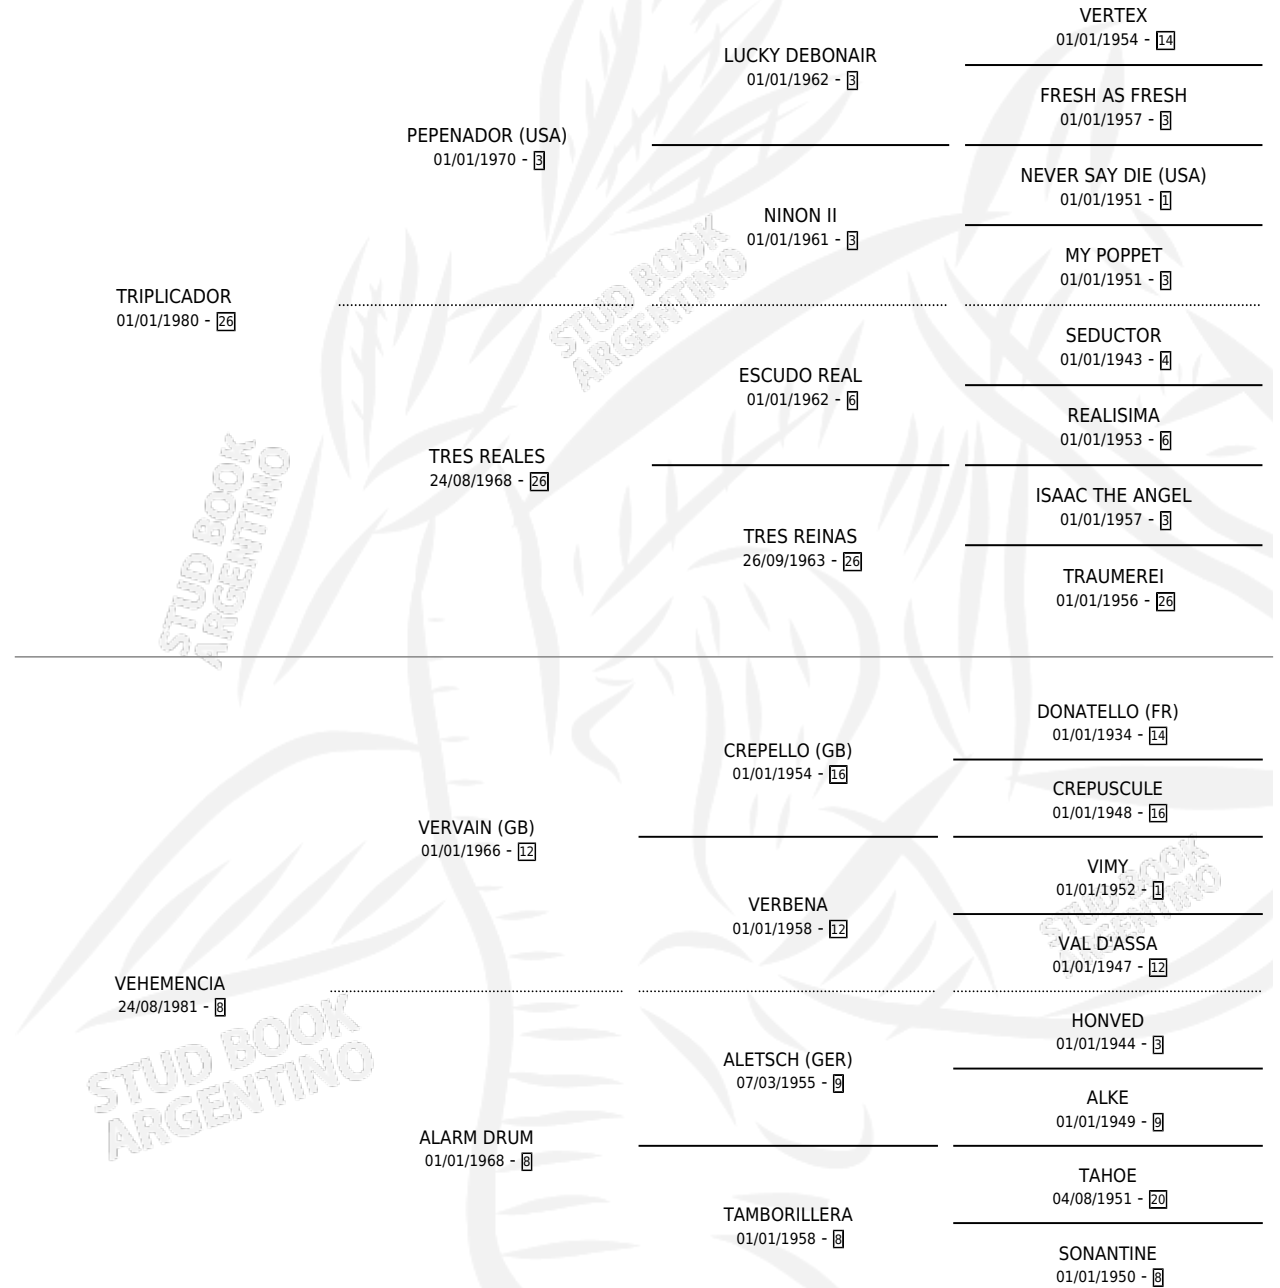 VERTEX
01/01/1954 - 14
LUCKY DEBONAIR
01/01/1962 - 3
FRESH AS FRESH
01/01/1957 - 3
PEPENADOR (USA)
01/01/1970 - 3
NEVER SAY DIE (USA)
01/01/1951 - 1
NINON II
01/01/1961 - 3
MY POPPET
01/01/1951 - 3
TRIPLICADOR
01/01/1980 - 26
STUD BOOK
ARGENTINO
SEDUCTOR
01/01/1943 - 4
ESCUDO REAL
01/01/1962 - 6
REALISIMA
01/01/1953 - 6
TRES REALES
24/08/1968 - 26
ISAAC THE ANGEL
01/01/1957 - 3
TRES REINAS
26/09/1963 - 26
TRAUMEREI
01/01/1956 - 26
STUD BOOK
ARGENTINO
DONATELLO (FR)
01/01/1934 - 14
CREPELLO (GB)
01/01/1954 - 16
CREPUSCULE
01/01/1948 - 16
VERVAIN (GB)
01/01/1966 - 12
VIMY
01/01/1952 - 1
VERBENA
01/01/1958 - 12
STUD BOOK
ARGENTINO
VAL D'ASSA
01/01/1947 - 12
VEHEMENCIA
24/08/1981 - 8
HONVED
01/01/1944 - 3
ALETSCH (GER)
07/03/1955 - 9
STUD BOOK
ARGENTINO
ALKE
01/01/1949 - 9
ALARM DRUM
01/01/1968 - 8
TAHOE
04/08/1951 - 20
TAMBORILLERA
01/01/1958 - 8
SONANTINE
01/01/1950 - 8